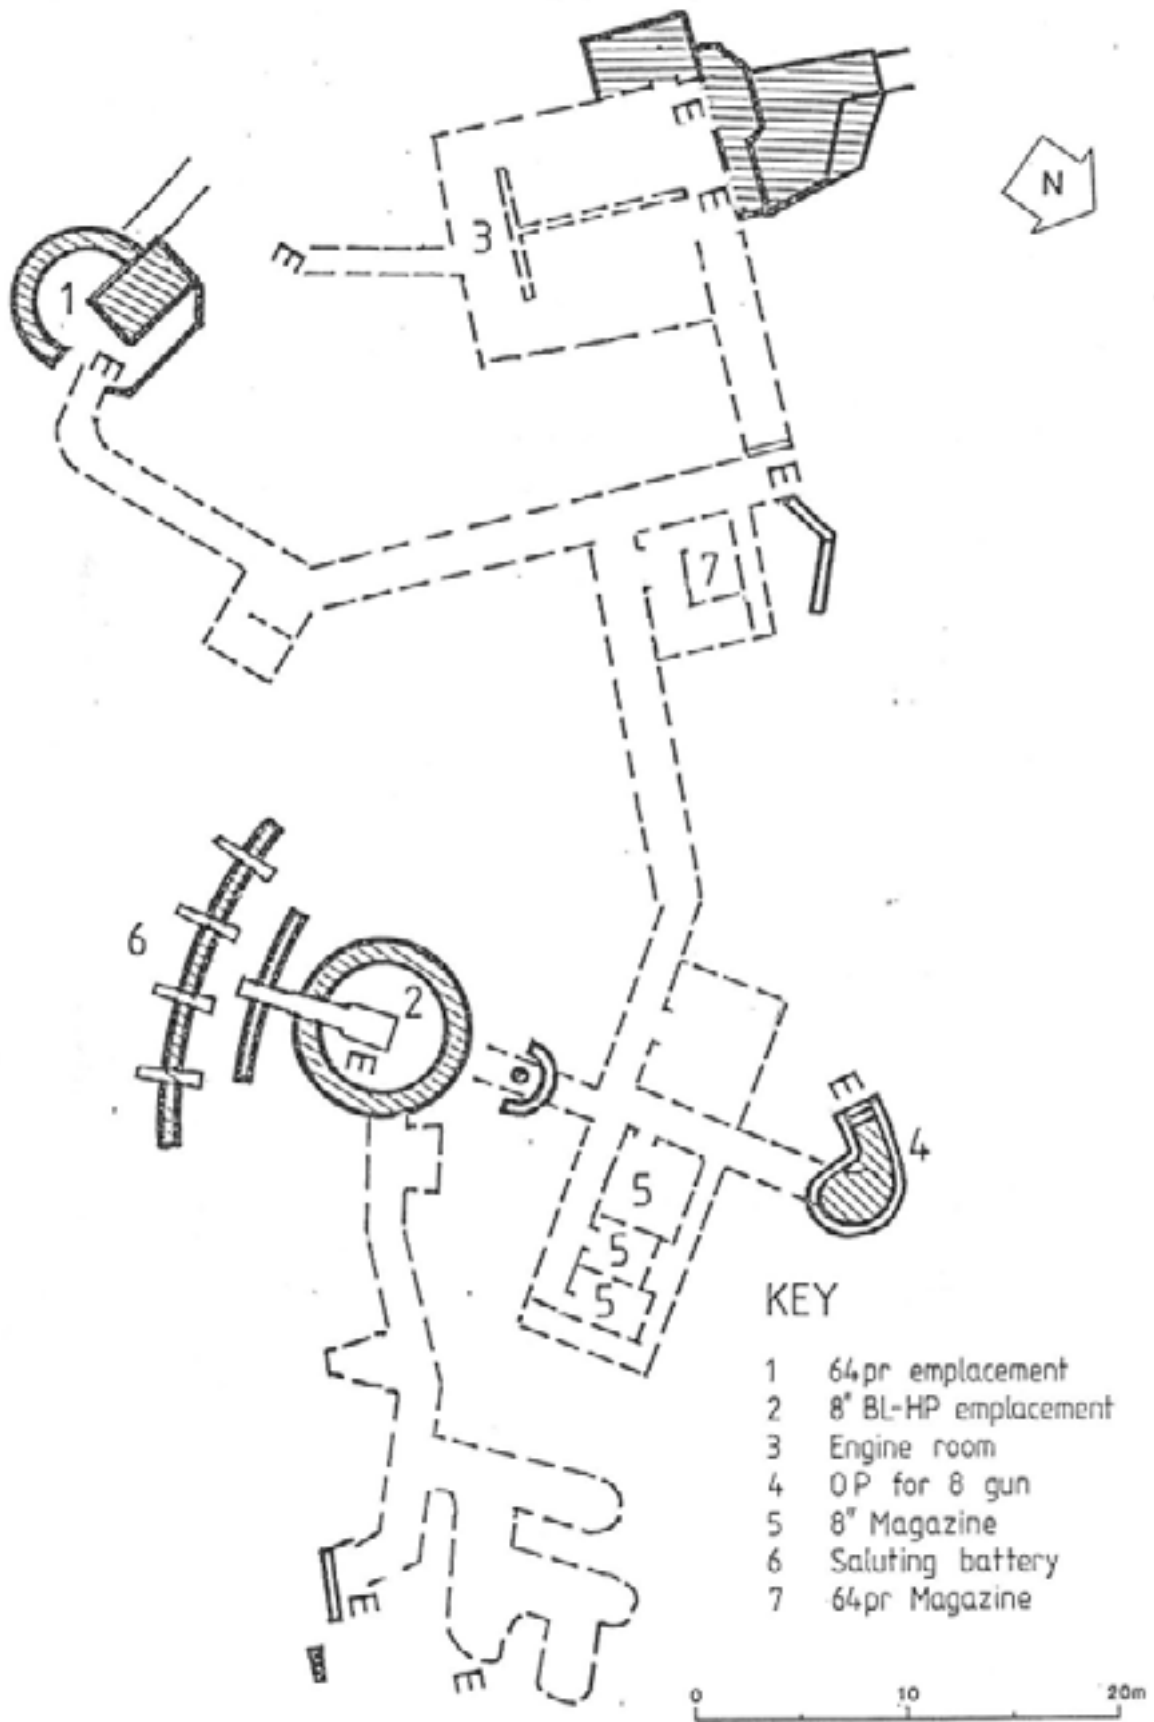 E
E
N
3
E
1
E
E
7
6
2
E
E
4
5
5
5
KEY
1 64pr emplacement
2 8" BL-HP emplacement
3 Engine room
4 OP for 8 gun
5 8" Magazine
6 Saluting battery
7 64pr Magazine
E
E
0 10 20m